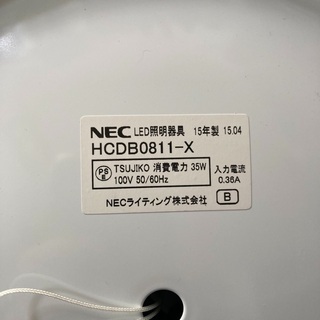 NEC LED照明器具 15年製 15.04
HCDB0811-X
PS E TSUJIKO 消費電力 35W 入力電流
100V 50/60Hz 0.36A
NECライティング株式会社 B